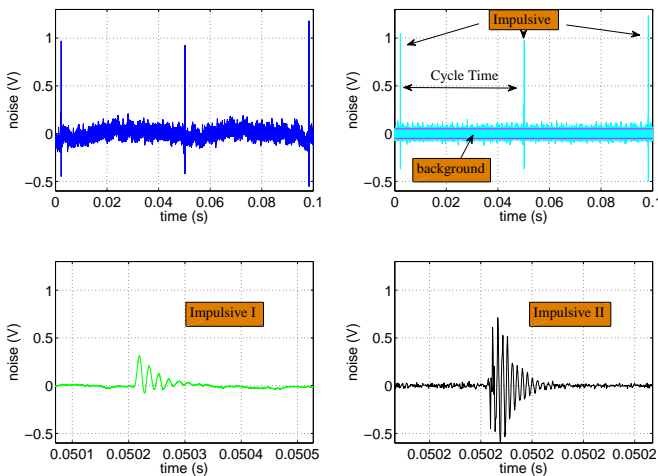 1
0.5
0
−0.5
noise (V)
0 0.02 0.04 0.06 0.08 0.1
time (s)
Impulsive
Cycle Time
background
1
0.5
0
−0.5
noise (V)
0 0.02 0.04 0.06 0.08 0.1
time (s)
Impulsive I
1
0.5
0
−0.5
noise (V)
0.0501 0.0502 0.0503 0.0504 0.0505
time (s)
Impulsive II
1
0.5
0
−0.5
noise (V)
0.0502 0.0502 0.0502 0.0502 0.0502
time (s)